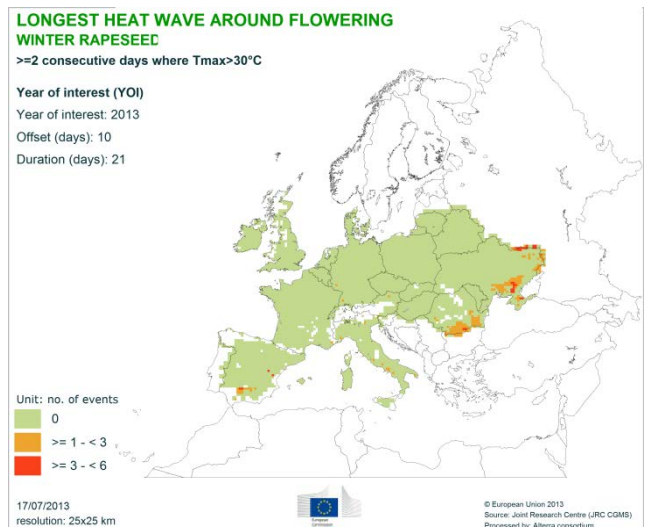 LONGEST HEAT WAVE AROUND FLOWERING
WINTER RAPESEED
>=2 consecutive days where Tmax>30°C
Year of interest (YOI)
Year of interest: 2013
Offset (days): 10
Duration (days): 21
Unit: no. of events
0
>= 1 - < 3
>= 3 - < 6
17/07/2013
resolution: 25x25 km
European
Commission
© European Union 2013
Source: Joint Research Centre (JRC CGMS)
Processed by: Alterra consortium